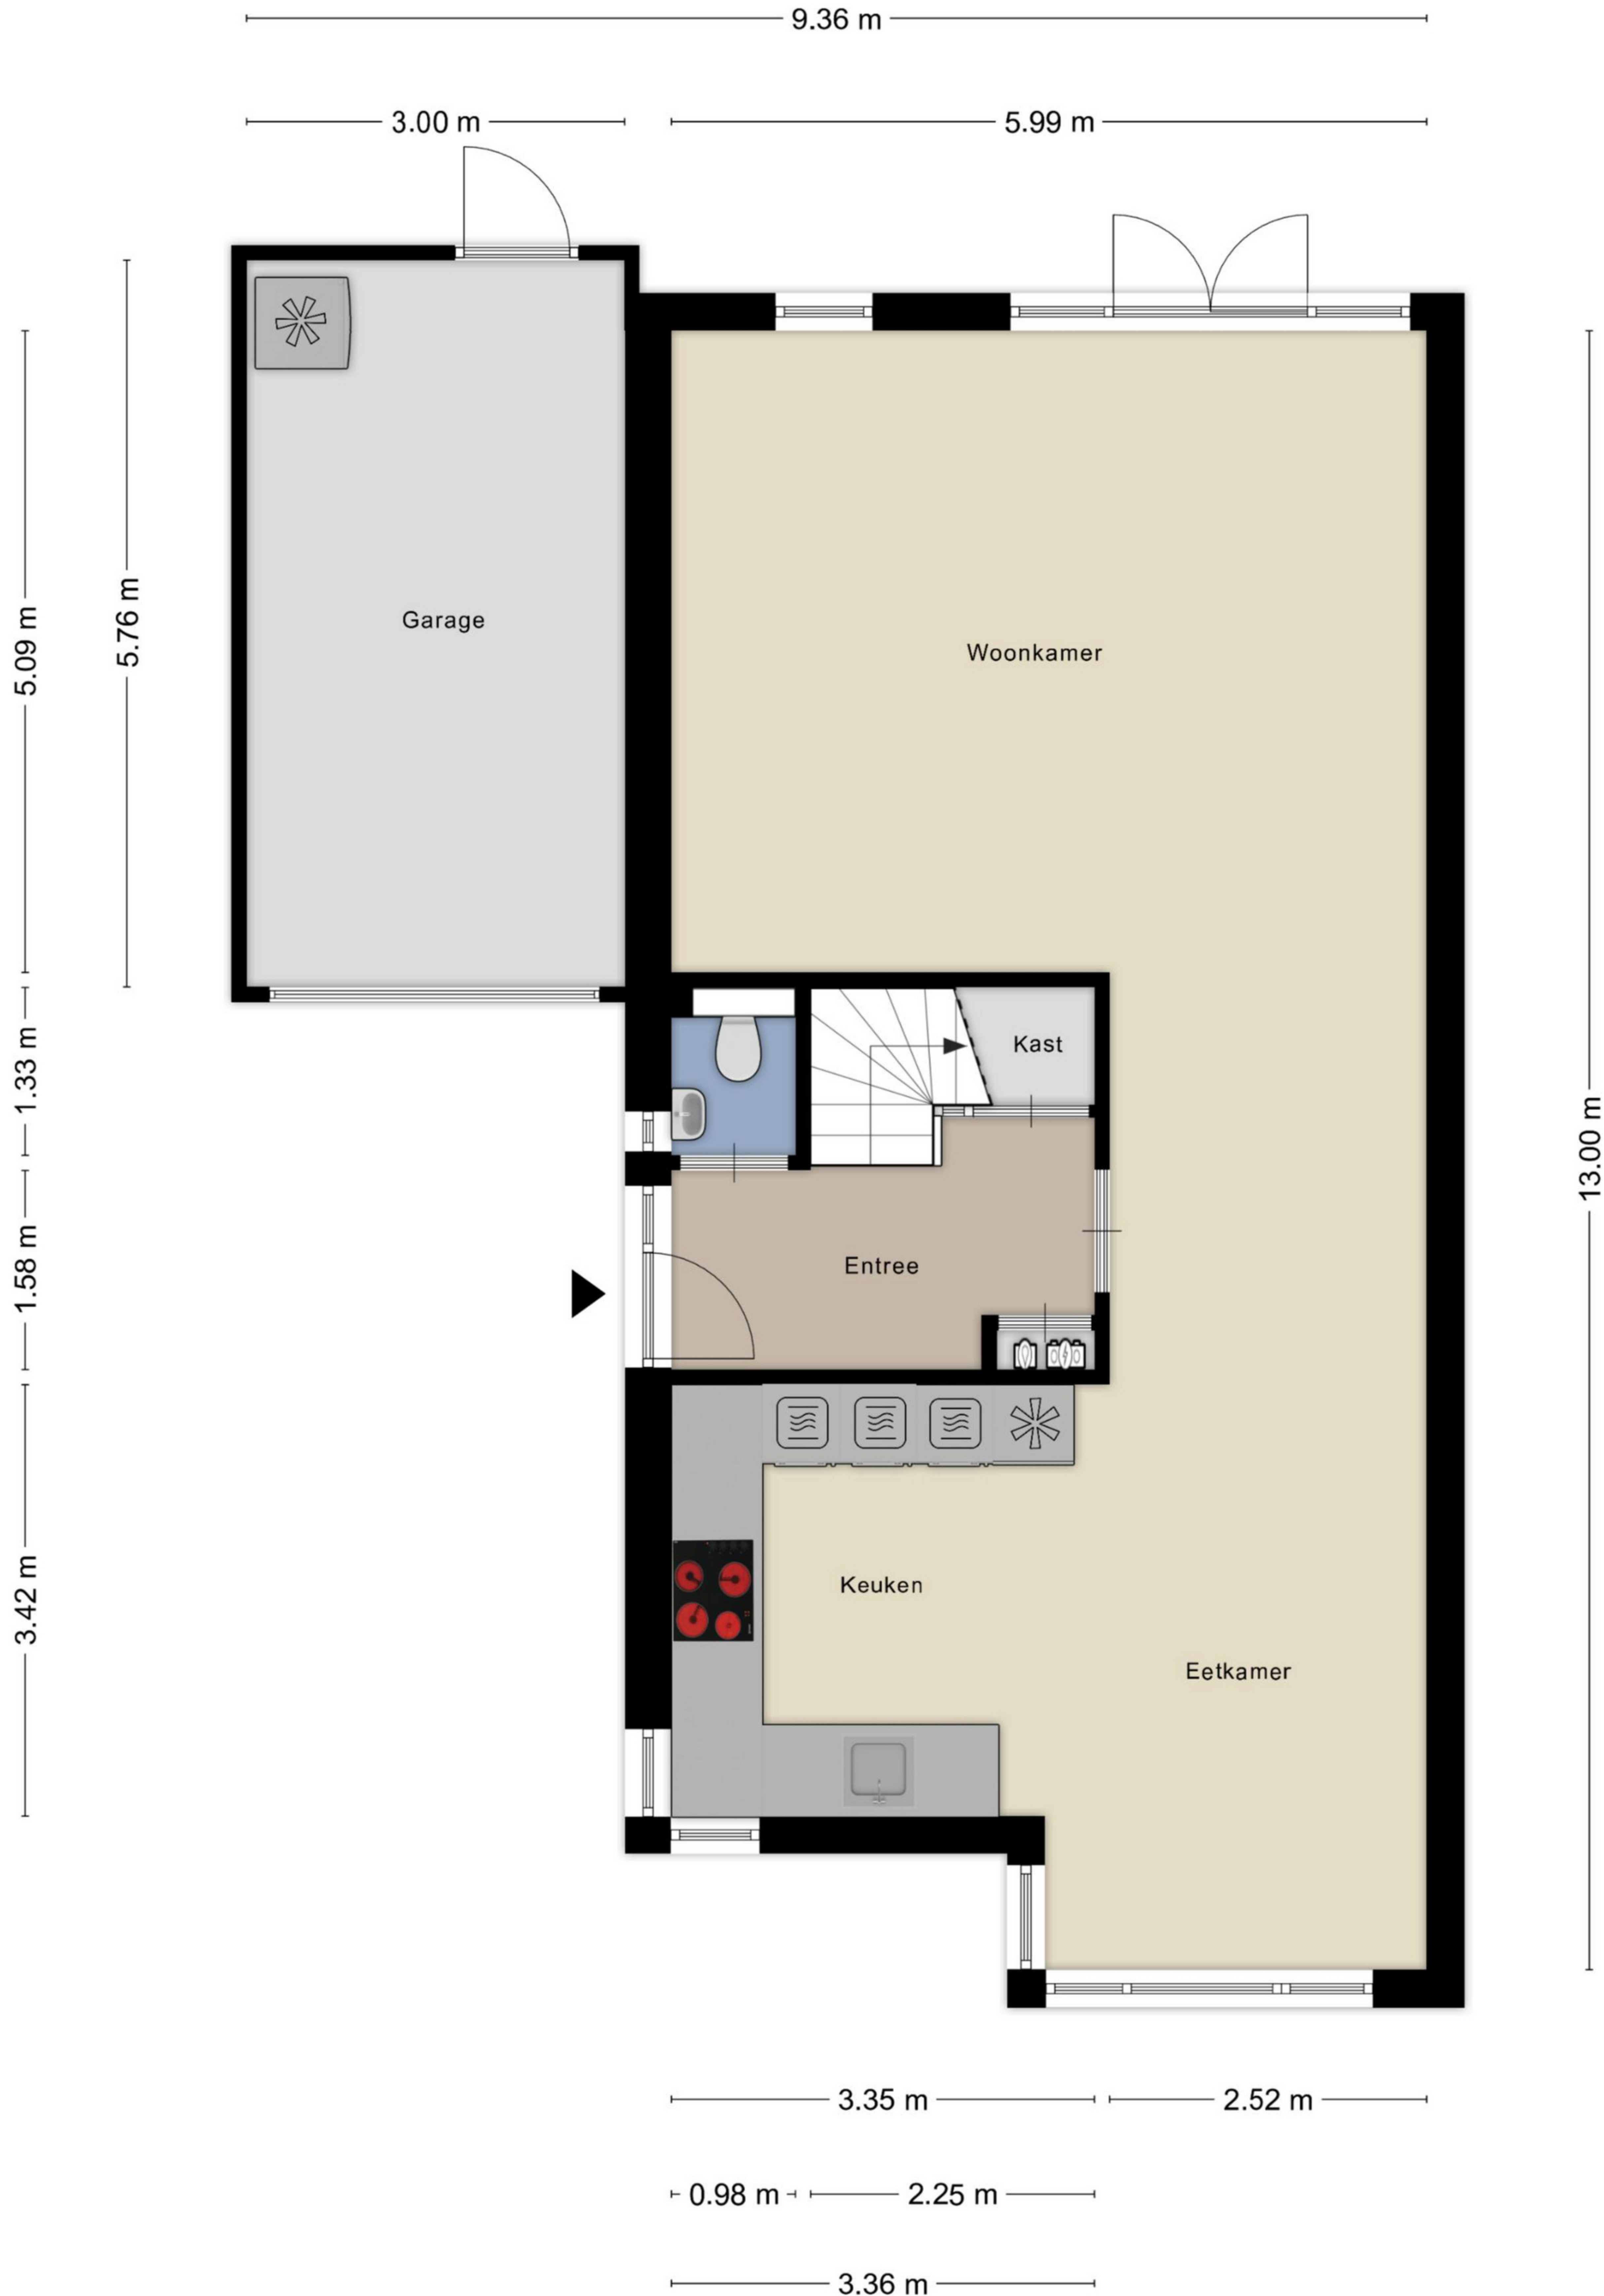 9.36 m
3.00 m
5.99 m
5.09 m
5.76 m
Garage
Woonkamer
1.33 m
Kast
13.00 m
1.58 m
Entree
3.42 m
Keuken
Eetkamer
3.35 m
2.52 m
0.98 m
2.25 m
3.36 m